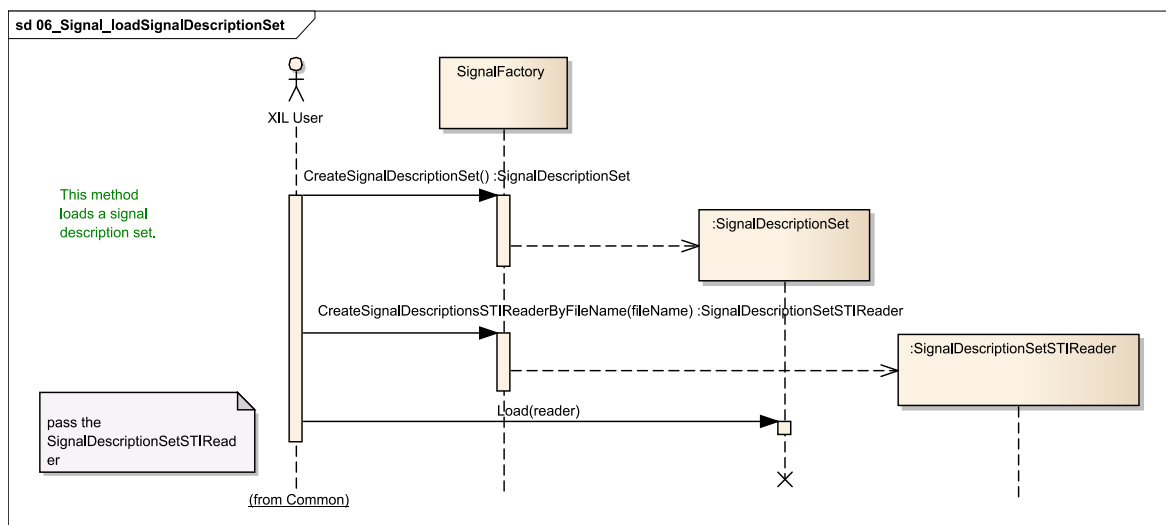 sd 06_Signal_loadSignalDescriptionSet
SignalFactory
XIL User
CreateSignalDescriptionSet() :SignalDescriptionSet
This method
loads a signal
description set.
:SignalDescriptionSet
CreateSignalDescriptionsSTIReaderByFileName(fileName) :SignalDescriptionSetSTIReader
:SignalDescriptionSetSTIReader
Load(reader)
pass the
SignalDescriptionSetSTIRead
er
(from Common)